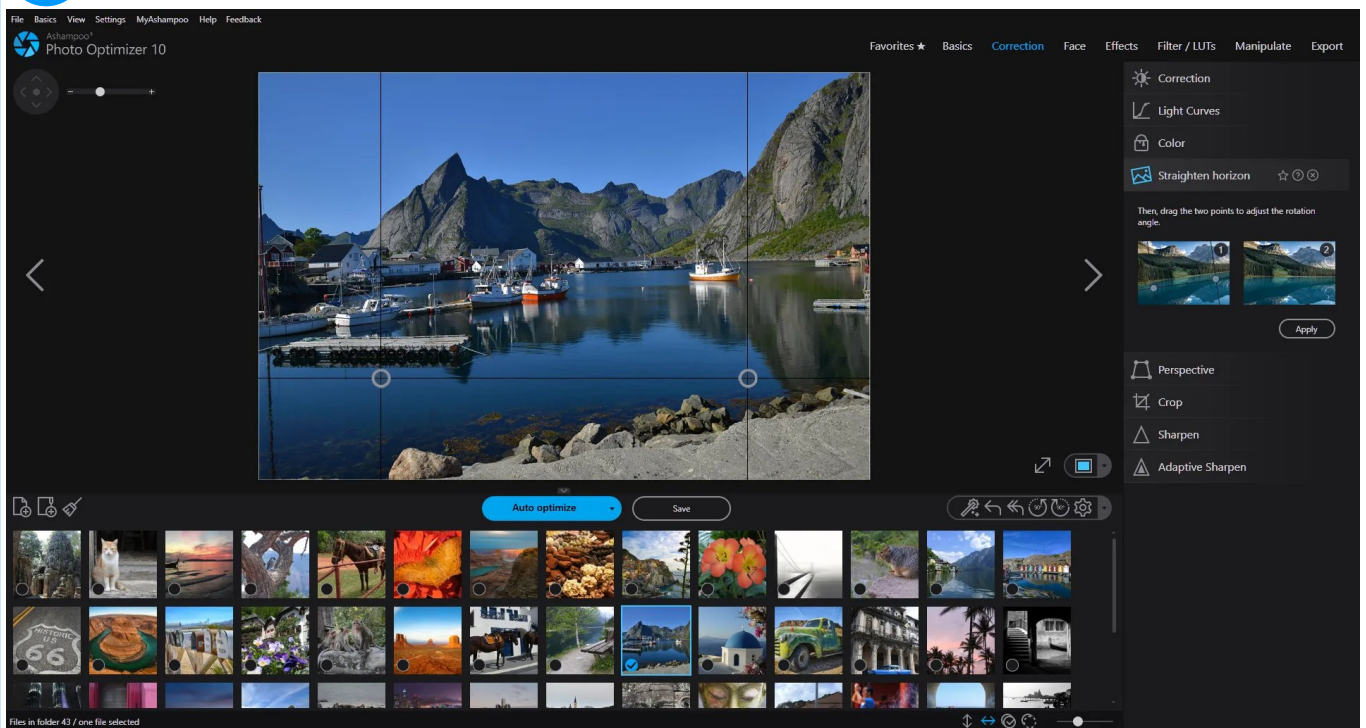 File Basics View Settings MyAshampoo Help Feedback
Ashampoo®
Photo Optimizer 10
Favorites ★ Basics Correction Face Effects Filter / LUTs Manipulate Export
Correction
Light Curves
Color
Straighten horizon
Then, drag the two points to adjust the rotation
angle.
1 2
Apply
Perspective
Crop
Sharpen
Adaptive Sharpen
Auto optimize
Save
90° 90°
HISTORIC
US
66
Files in folder 43 / one file selected